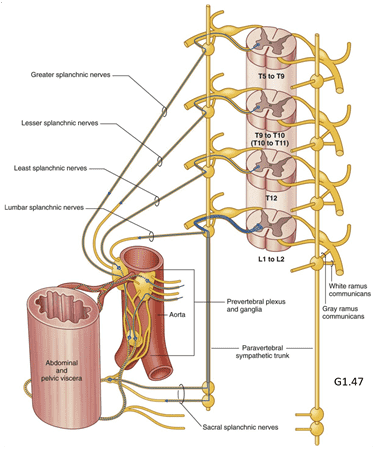 T5 to T9
Greater splanchnic nerves
Lesser splanchnic nerves
T9 to T10
(T10 to T11)
Least splanchnic nerves
T12
Lumbar splanchnic nerves
L1 to L2
White ramus
communicans
Gray ramus
communicans
Prevertebral plexus
and ganglia
Aorta
Paravertebral
sympathetic trunk
Abdominal
and
pelvic viscera
G1.47
Sacral splanchnic nerves